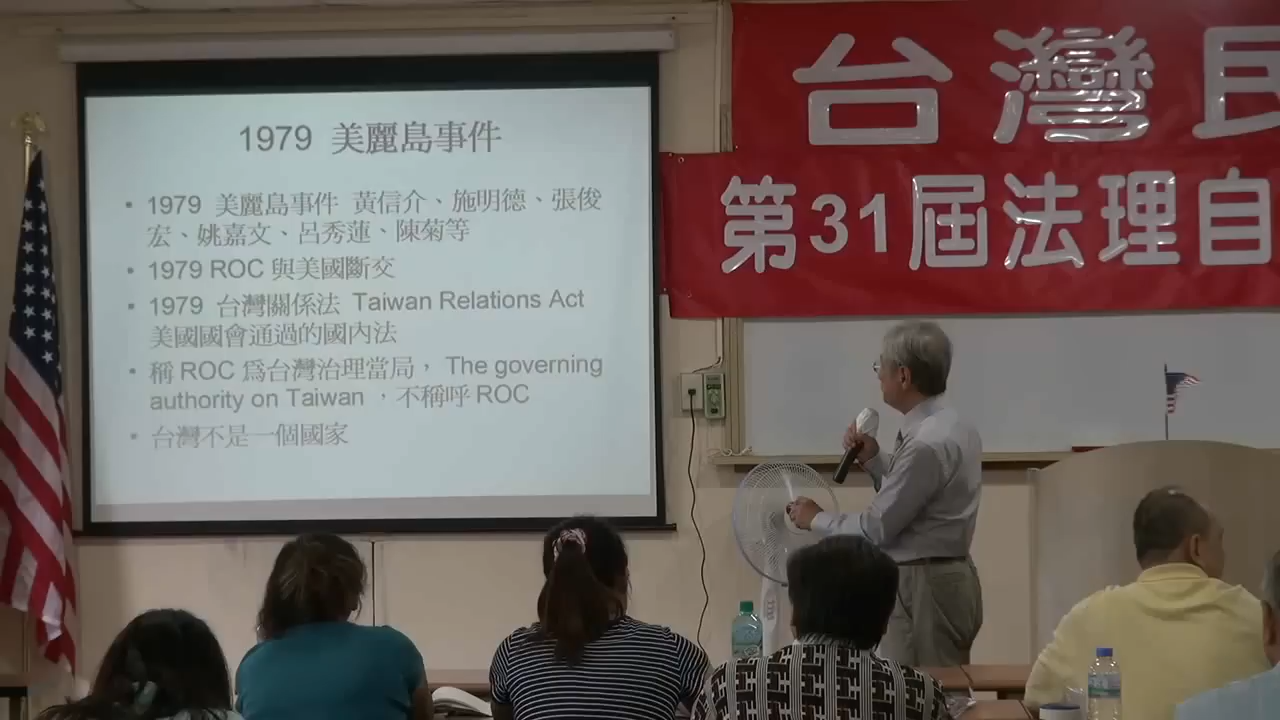 1979 美麗島事件
• 1979 美麗島事件 黃信介、施明德、張俊
宏、姚嘉文、呂秀蓮、陳菊等
• 1979 ROC 與美國斷交
• 1979 台灣關係法 Taiwan Relations Act
美國國會通過的國內法
• 稱 ROC 為台灣治理當局， The governing
authority on Taiwan ，不稱呼 ROC
• 台灣不是一個國家
台灣民
第31屆法理自